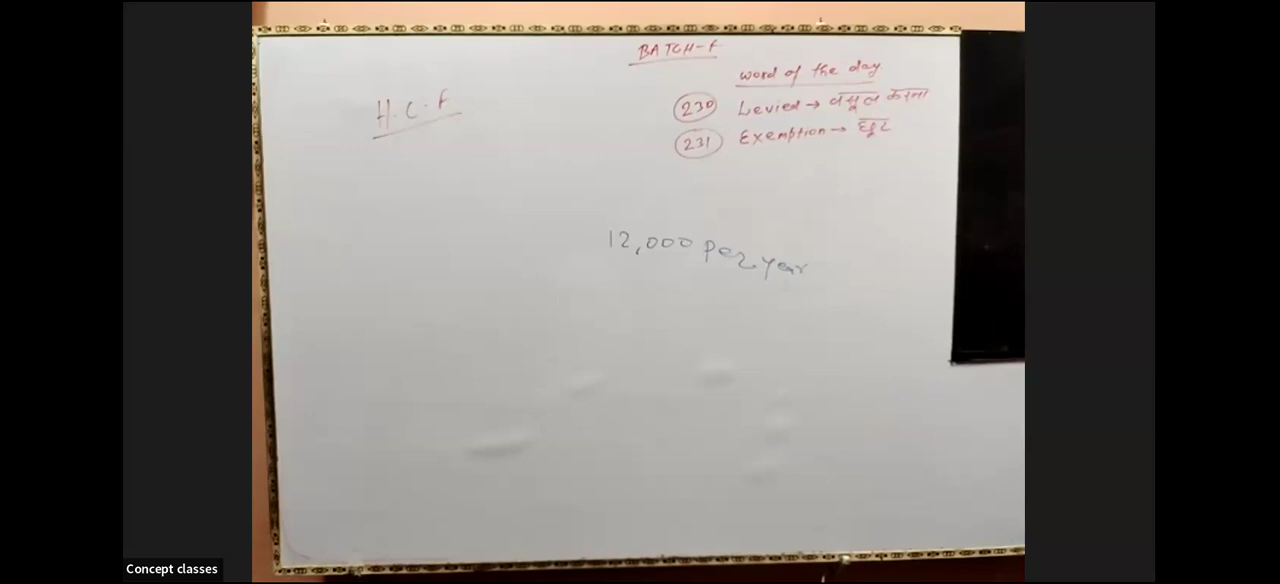 BATCH-F
word of the day
H.C.F
230 Levied → वसूल करना
231 Exemption → छूट
12,000 Per year
Concept classes